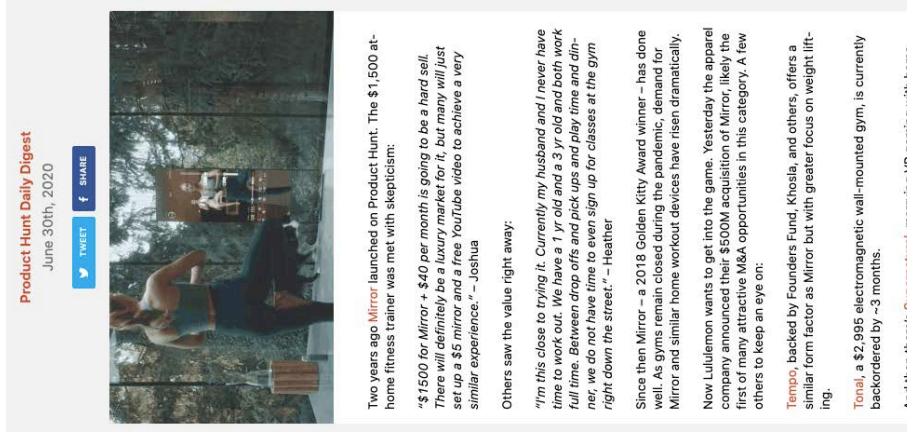 Product Hunt Daily Digest
June 30th, 2020
TWEET
SHARE
Two years ago Mirror launched on Product Hunt. The $1,500 at-
home fitness trainer was met with skepticism:
“$1500 for Mirror + $40 per month is going to be a hard sell.
There will definitely be a luxury market for it, but many will just
set up a $5 mirror and a free YouTube video to achieve a very
similar experience.” – Joshua
Others saw the value right away:
“I'm this close to trying it. Currently my husband and I never have
time to work out. We have a 1 yr old and a 3 yr old and both work
full time. Between drop offs and pick ups and play time and din-
ner, we do not have time to even sign up for classes at the gym
right down the street.” – Heather
Since then Mirror – a 2018 Golden Kitty Award winner – has done
well. As gyms remain closed during the pandemic, demand for
Mirror and similar home workout devices have risen dramatically.
Now Lululemon wants to get into the game. Yesterday the apparel
company announced their $500M acquisition of Mirror, likely the
first of many attractive M&A opportunities in this category. A few
others to keep an eye on:
Tempo, backed by Founders Fund, Khosla, and others, offers a
similar form factor as Mirror but with greater focus on weight lift-
ing.
Tonal, a $2,995 electromagnetic wall-mounted gym, is currently
backordered by ~3 months.